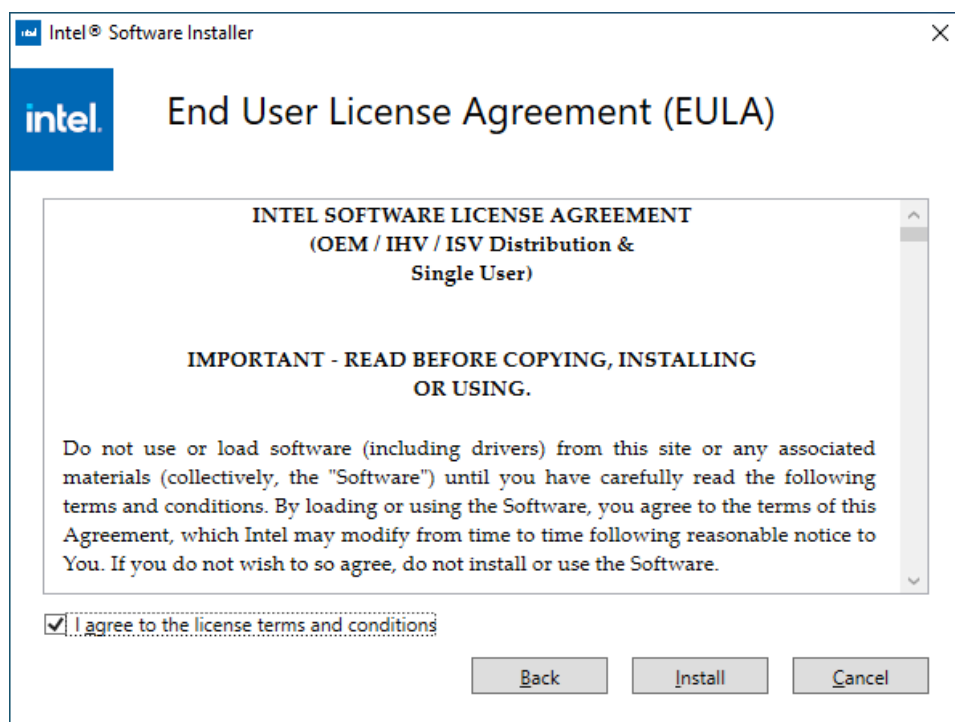 intel Intel® Software Installer
intel.
End User License Agreement (EULA)
INTEL SOFTWARE LICENSE AGREEMENT
(OEM / IHV / ISV Distribution &
Single User)
IMPORTANT - READ BEFORE COPYING, INSTALLING
OR USING.
Do not use or load software (including drivers) from this site or any associated
materials (collectively, the "Software") until you have carefully read the following
terms and conditions. By loading or using the Software, you agree to the terms of this
Agreement, which Intel may modify from time to time following reasonable notice to
You. If you do not wish to so agree, do not install or use the Software.
I agree to the license terms and conditions
Back Install Cancel